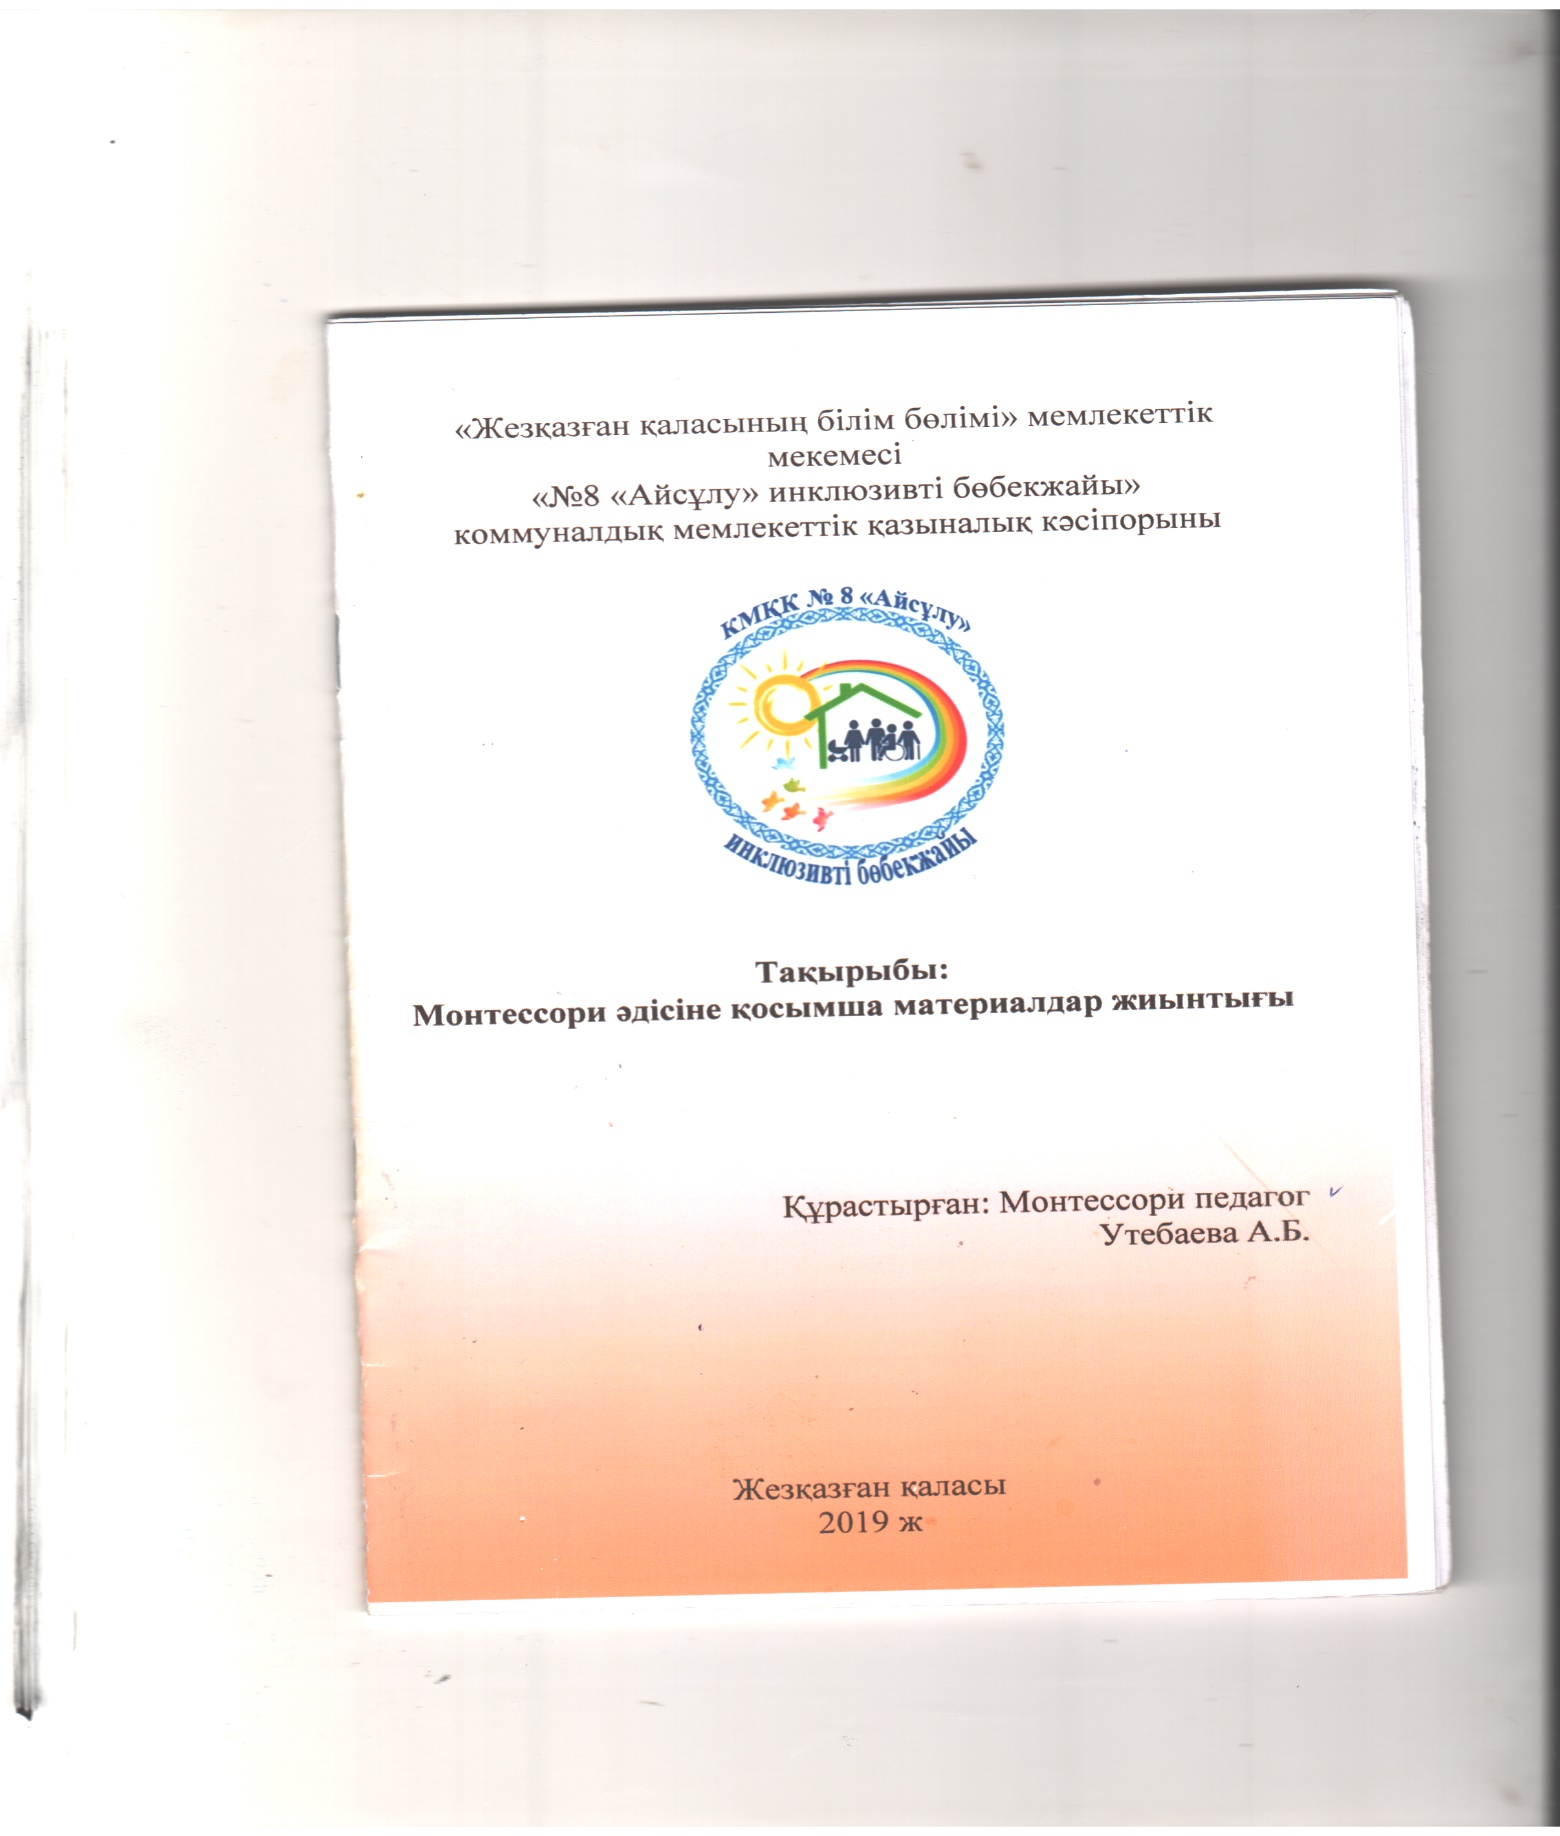 «Жезқазған қаласының білім бөлімі» мемлекеттік
мекемесі
«№8 «Айсұлу» инклюзивті бөбекжайы»
коммуналдық мемлекеттік қазыналық кәсіпорыны
КМҚК № 8 «Айсұлу»
инклюзивті бөбекжайы
Тақырыбы:
Монтессори әдісіне қосымша материалдар жиынтығы
Құрастырған: Монтессори педагог
Утебаева А.Б.
Жезқазған қаласы
2019 ж